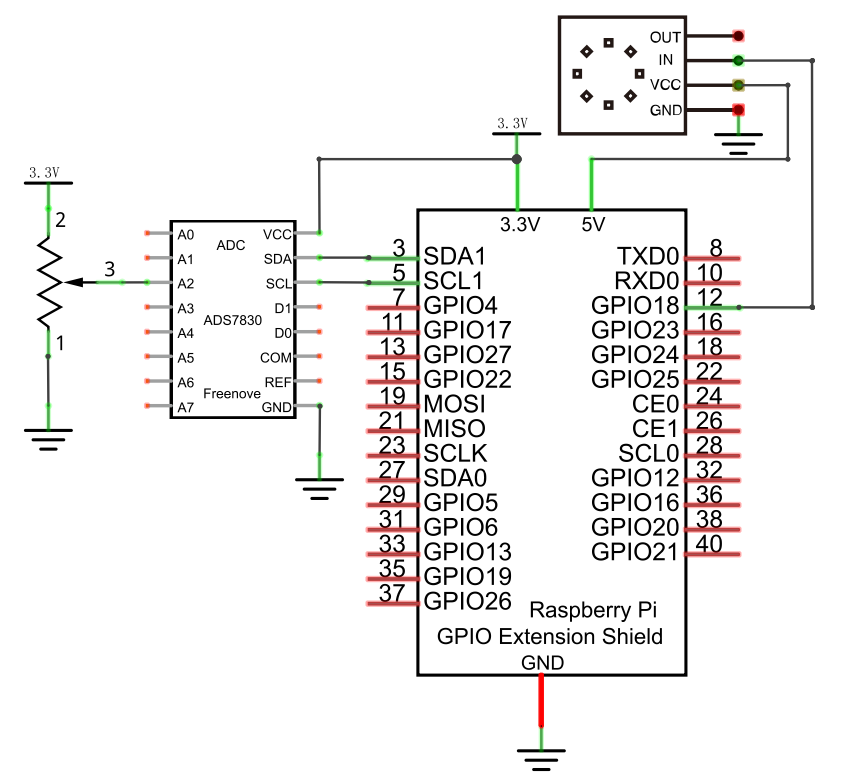 OUT
IN
VCC
GND
3.3V
3.3V
2
3
1
ADC
ADS7830
Freenove
A0
A1
A2
A3
A4
A5
A6
A7
VCC
SDA
SCL
D1
D0
COM
REF
GND
3.3V 5V
3 SDA1 TXD0 8
5 SCL1 RXD0 10
7 GPIO4 GPIO18 12
11 GPIO17 GPIO23 16
13 GPIO27 GPIO24 18
15 GPIO22 GPIO25 22
19 MOSI CE0 24
21 MISO CE1 26
23 SCLK SCL0 28
27 SDA0 GPIO12 32
29 GPIO5 GPIO16 36
31 GPIO6 GPIO20 38
33 GPIO13 GPIO21 40
35 GPIO19
37 GPIO26
Raspberry Pi
GPIO Extension Shield
GND